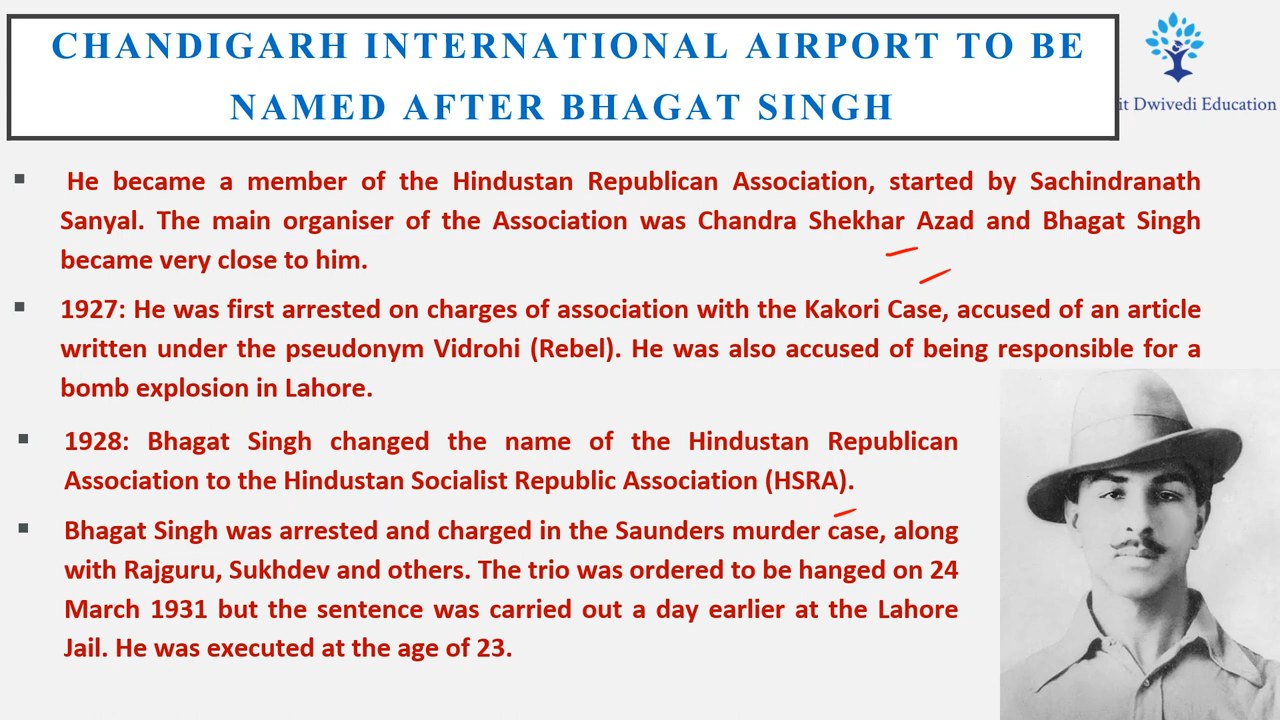 CHANDIGARH INTERNATIONAL AIRPORT TO BE
NAMED AFTER BHAGAT SINGH
it Dwivedi Education
He became a member of the Hindustan Republican Association, started by Sachindranath
Sanyal. The main organiser of the Association was Chandra Shekhar Azad and Bhagat Singh
became very close to him.
1927: He was first arrested on charges of association with the Kakori Case, accused of an article
written under the pseudonym Vidrohi (Rebel). He was also accused of being responsible for a
bomb explosion in Lahore.
1928: Bhagat Singh changed the name of the Hindustan Republican
Association to the Hindustan Socialist Republic Association (HSRA).
Bhagat Singh was arrested and charged in the Saunders murder case, along
with Rajguru, Sukhdev and others. The trio was ordered to be hanged on 24
March 1931 but the sentence was carried out a day earlier at the Lahore
Jail. He was executed at the age of 23.